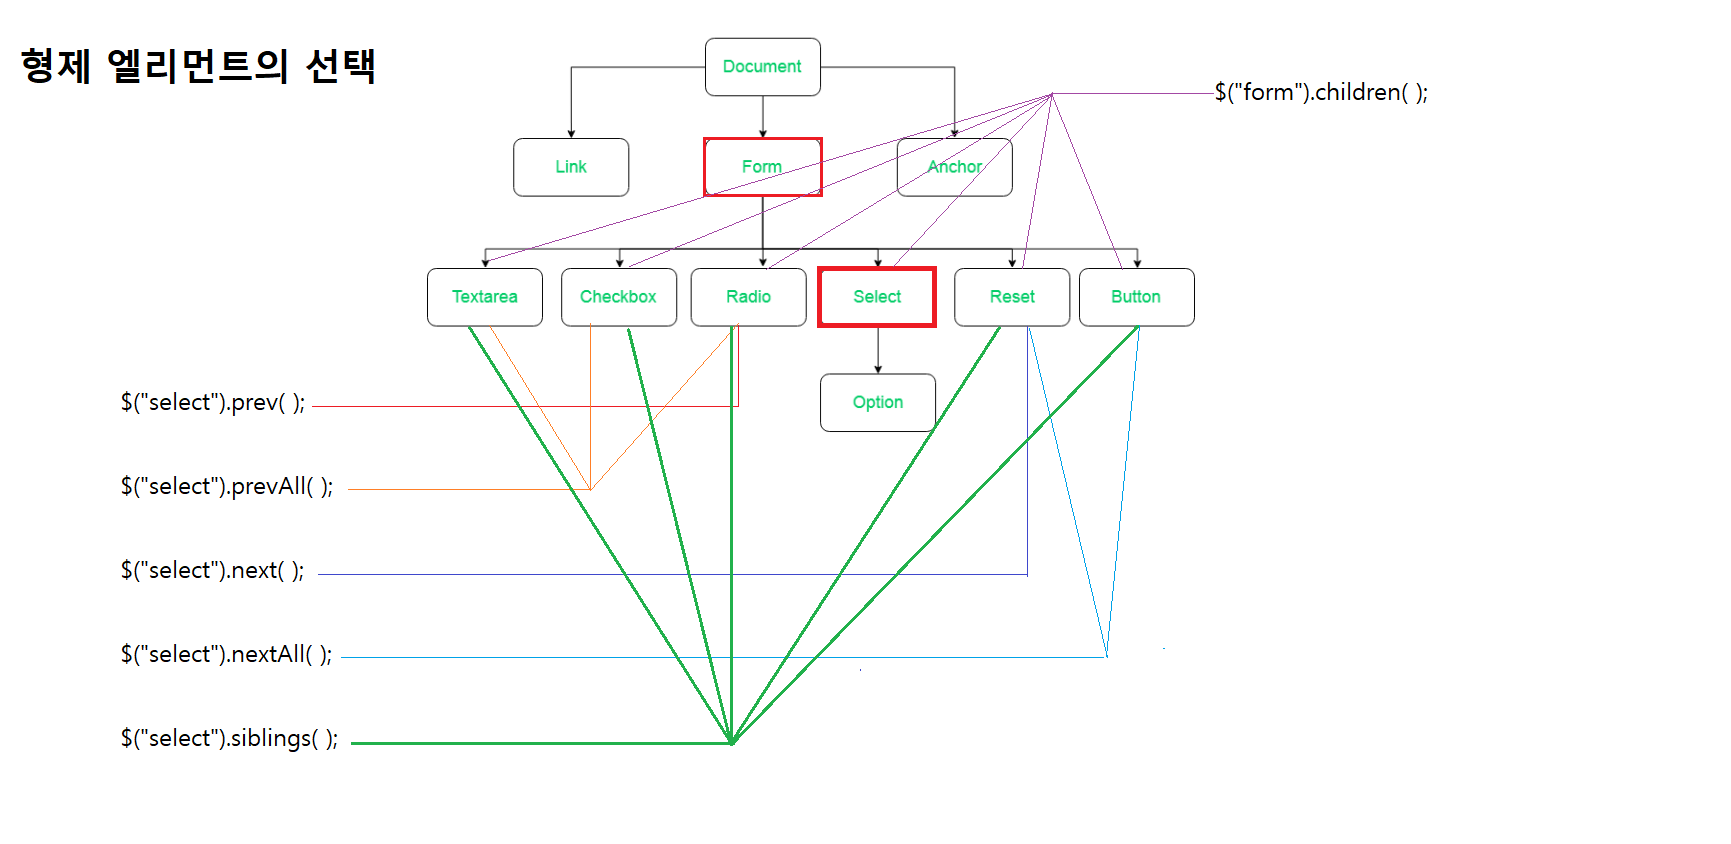 형제 엘리먼트의 선택
Document
$("form").children( );
Link
Form
Anchor
Textarea
Checkbox
Radio
Select
Reset
Button
$("select").prev( );
Option
$("select").prevAll( );
$("select").next( );
$("select").nextAll( );
$("select").siblings( );